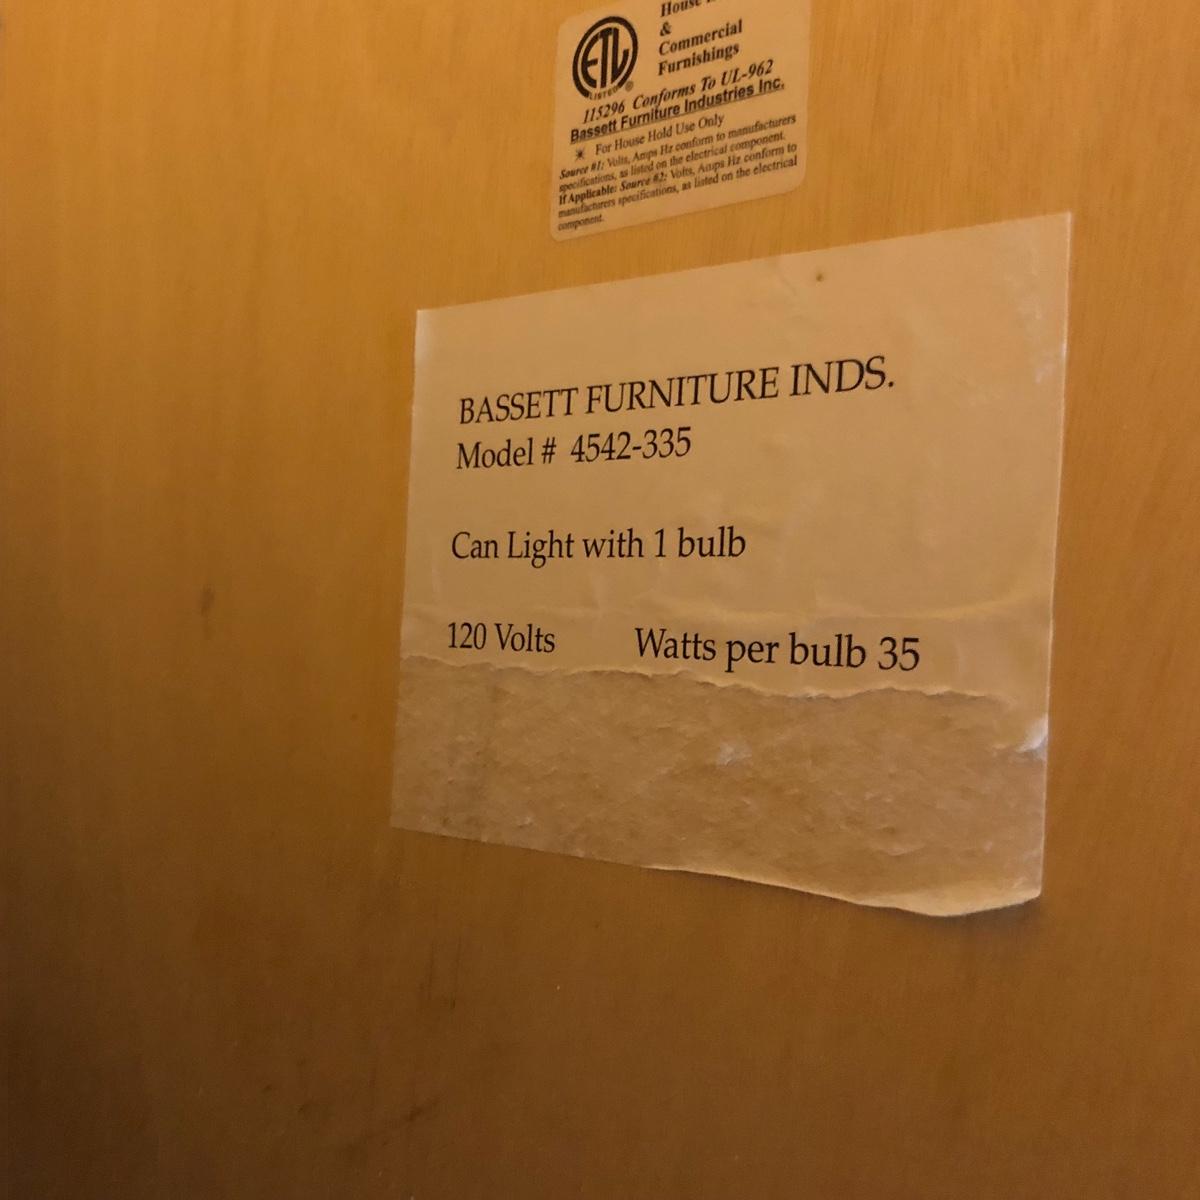 House
&
Commercial
Furnishings
ETL
LISTED ®
115296 Conforms To UL-962
Bassett Furniture Industries Inc.
For House Hold Use Only
Source #1: Volts, Amps Hz conform to manufacturers
specifications, as listed on the electrical component.
If Applicable: Source #2: Volts, Amps Hz conform to
manufacturers specifications, as listed on the electrical
component.
BASSETT FURNITURE INDS.
Model # 4542-335
Can Light with 1 bulb
120 Volts Watts per bulb 35